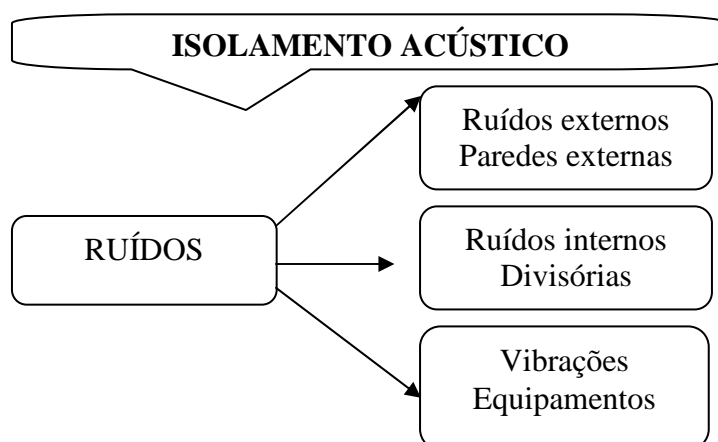 ISOLAMENTO ACÚSTICO
Ruídos externos
Paredes externas
RUÍDOS
Ruídos internos
Divisórias
Vibrações
Equipamentos